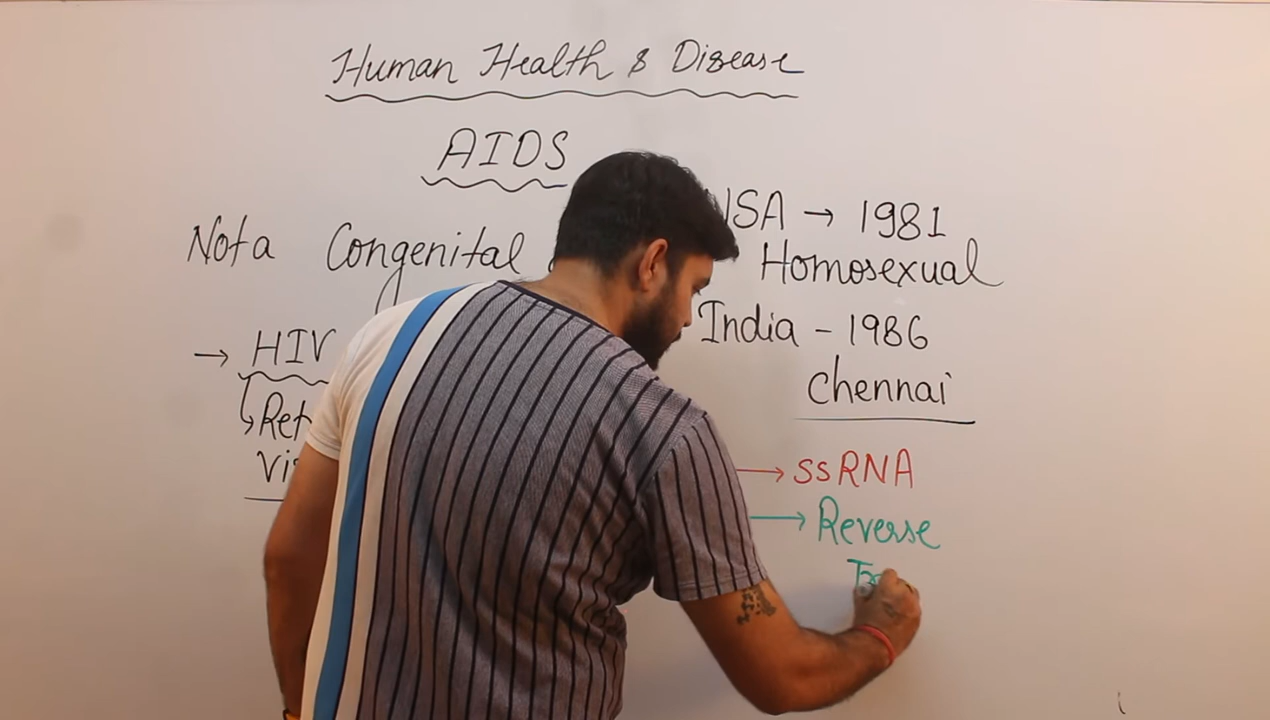 Human Health & Disease
AIDS
Not a Congenital
→ HIV
USA → 1981
Homosexual
India - 1986
Chennai
→ ssRNA
→ Reverse